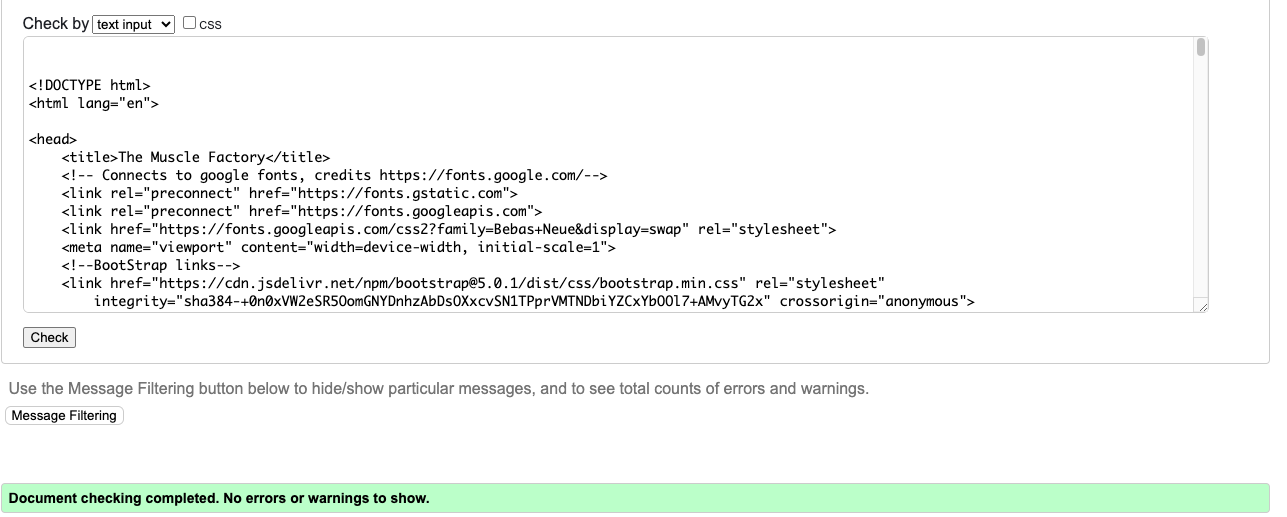 Check by text input css
<!DOCTYPE html>
<html lang="en">
<head>
<title>The Muscle Factory</title>
<!-- Connects to google fonts, credits https://fonts.google.com/-->
<link rel="preconnect" href="https://fonts.gstatic.com">
<link rel="preconnect" href="https://fonts.googleapis.com">
<link href="https://fonts.googleapis.com/css2?family=Bebas+Neue&display=swap" rel="stylesheet">
<meta name="viewport" content="width=device-width, initial-scale=1">
<!--BootStrap links-->
<link href="https://cdn.jsdelivr.net/npm/bootstrap@5.0.1/dist/css/bootstrap.min.css" rel="stylesheet"
integrity="sha384-+0n0xVW2eSR5OomGNYDnhzAbDsOXxcvSN1TPprVMTNDbiYZCxYbOOl7+AMvyTG2x" crossorigin="anonymous">
Check
Use the Message Filtering button below to hide/show particular messages, and to see total counts of errors and warnings.
Message Filtering
Document checking completed. No errors or warnings to show.